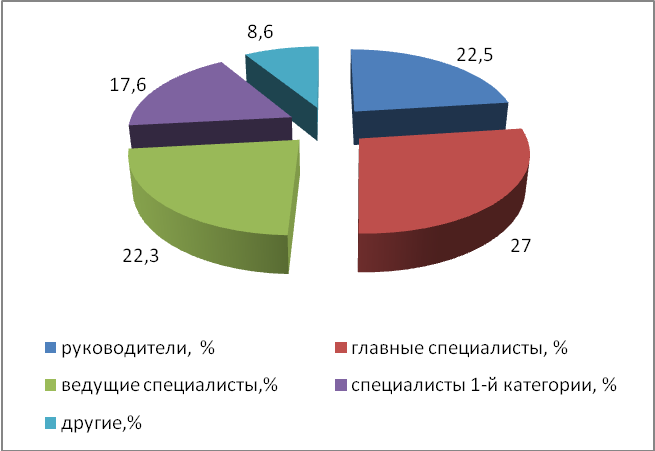 8,6
22,5
17,6
22,3
27
руководители, %
главные специалисты, %
ведущие специалисты,%
специалисты 1-й категории, %
другие,%